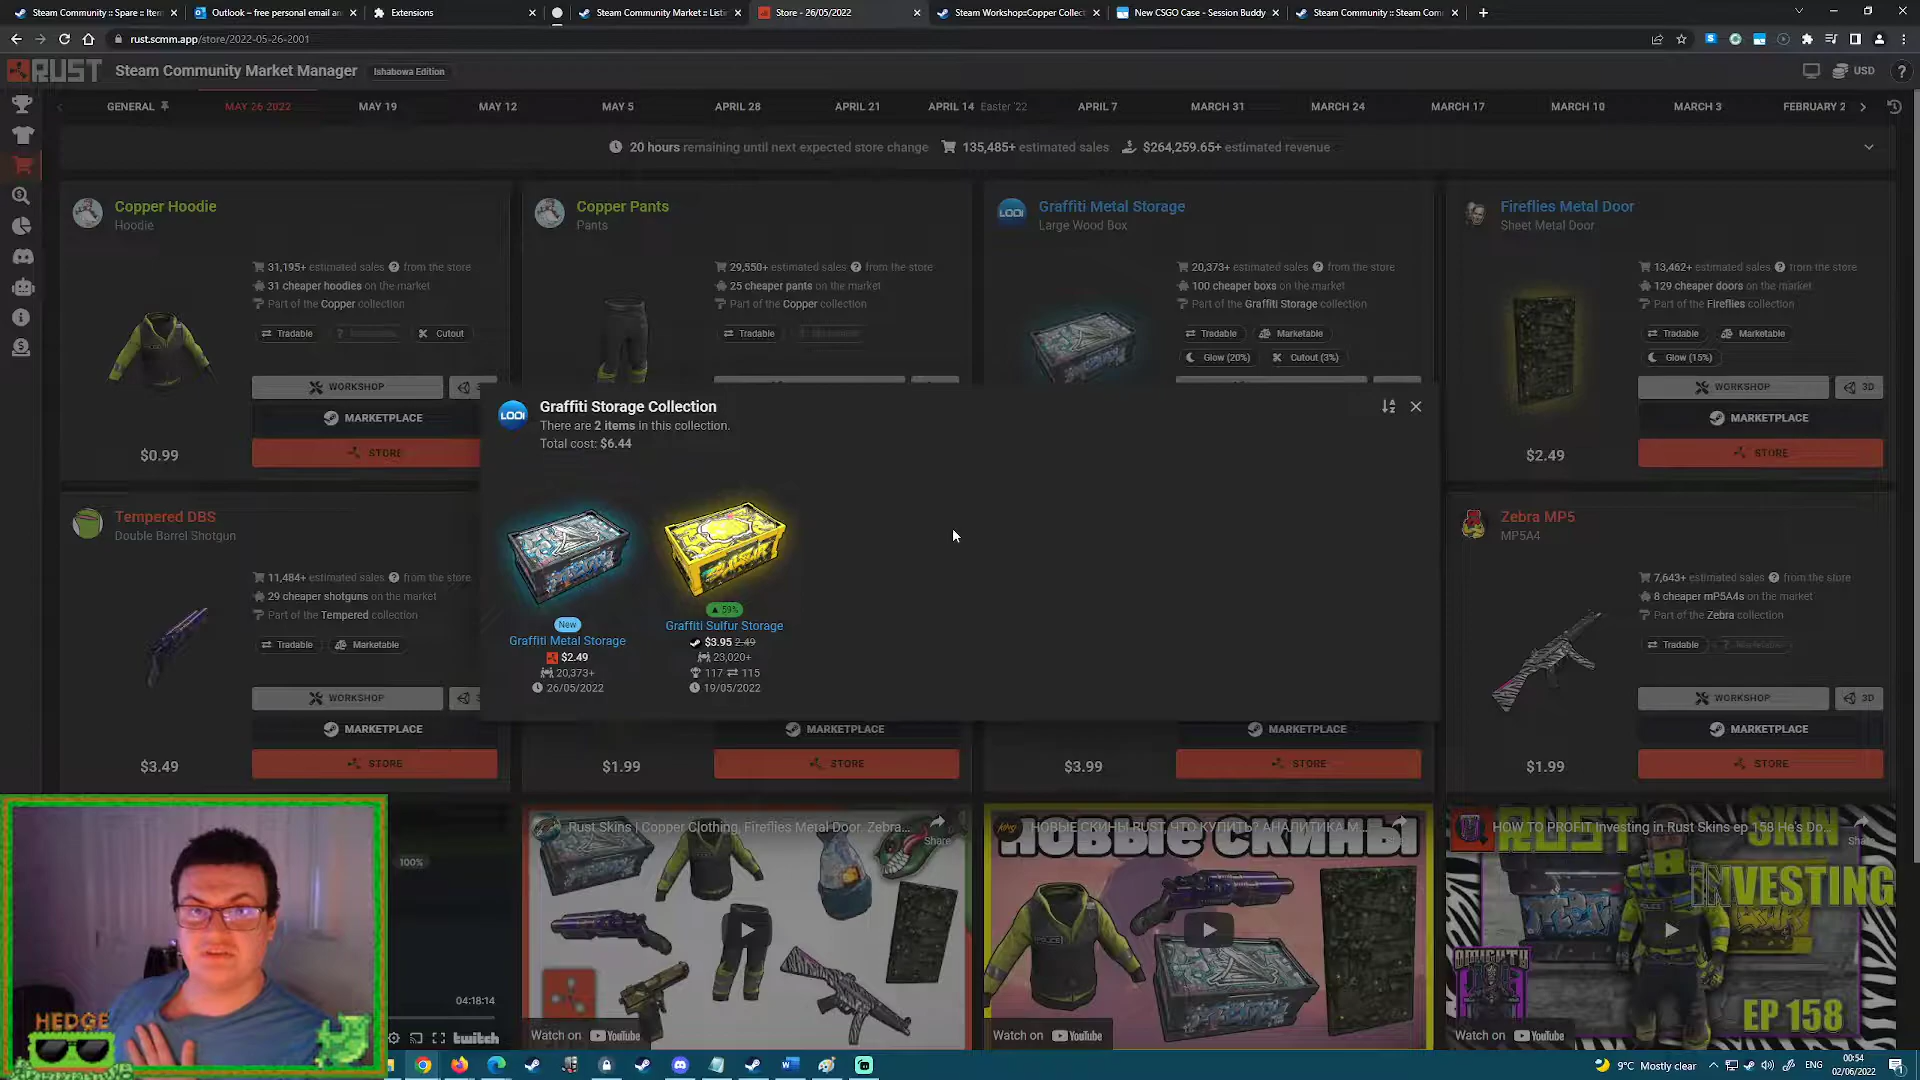 Steam Community :: Spare :: Item
Outlook – free personal email an
Extensions
Steam Community Market :: Listi
Store - 26/05/2022
Steam Workshop::Copper Collect
New CSGO Case - Session Buddy
Steam Community :: Steam Com
rust.scmm.app/store/2022-05-26-2001
RUST Steam Community Market Manager Ishabowa Edition
USD
GENERAL MAY 26 2022 MAY 19 MAY 12 MAY 5 APRIL 28 APRIL 21 APRIL 14 Easter '22 APRIL 7 MARCH 31 MARCH 24 MARCH 17 MARCH 10 MARCH 3 FEBRUARY 2
20 hours remaining until next expected store change 135,485+ estimated sales $264,259.65+ estimated revenue
Copper Hoodie
Hoodie
31,195+ estimated sales from the store
31 cheaper hoodies on the market
Part of the Copper collection
Tradable Cutout
WORKSHOP 3
MARKETPLACE
$0.99 STORE
Copper Pants
Pants
29,550+ estimated sales from the store
25 cheaper pants on the market
Part of the Copper collection
Tradable
LODI
Graffiti Metal Storage
Large Wood Box
20,373+ estimated sales from the store
100 cheaper boxs on the market
Part of the Graffiti Storage collection
Tradable Marketable
Glow (20%) Cutout (3%)
Fireflies Metal Door
Sheet Metal Door
13,462+ estimated sales from the store
129 cheaper doors on the market
Part of the Fireflies collection
Tradable Marketable
Glow (15%)
WORKSHOP 3D
MARKETPLACE
$2.49 STORE
LODI
Graffiti Storage Collection
There are 2 items in this collection.
Total cost: $6.44
New
Graffiti Metal Storage
$2.49
20,373+
26/05/2022
59%
Graffiti Sulfur Storage
$3.95 2.49
23,020+
117 115
19/05/2022
Tempered DBS
Double Barrel Shotgun
11,484+ estimated sales from the store
29 cheaper shotguns on the market
Part of the Tempered collection
Tradable Marketable
WORKSHOP
MARKETPLACE
$3.49 STORE
MARKETPLACE
$1.99 STORE
MARKETPLACE
$3.99 STORE
Zebra MP5
MP5A4
7,643+ estimated sales from the store
8 cheaper mP5A4s on the market
Part of the Zebra collection
Tradable Marketable
WORKSHOP 3D
MARKETPLACE
$1.99 STORE
100%
04:18:14
twitch
HEDGE
Rust Skins | Copper Clothing, Fireflies Metal Door, Zebra...
Share
POLICE
Watch on YouTube
НОВЫЕ СКИНЫ RUST, ЧТО КУПИТЬ? АНАЛИТИКА М...
НОВЫЕ СКИНЫ
POLICE
Watch on YouTube
HOW TO PROFIT Investing in Rust Skins ep 158 He's Do...
Share
SKIN
INVESTING
POLICE
ALMIGHTY
EP 158
Watch on YouTube
9°C Mostly clear
ENG
00:54
02/06/2022